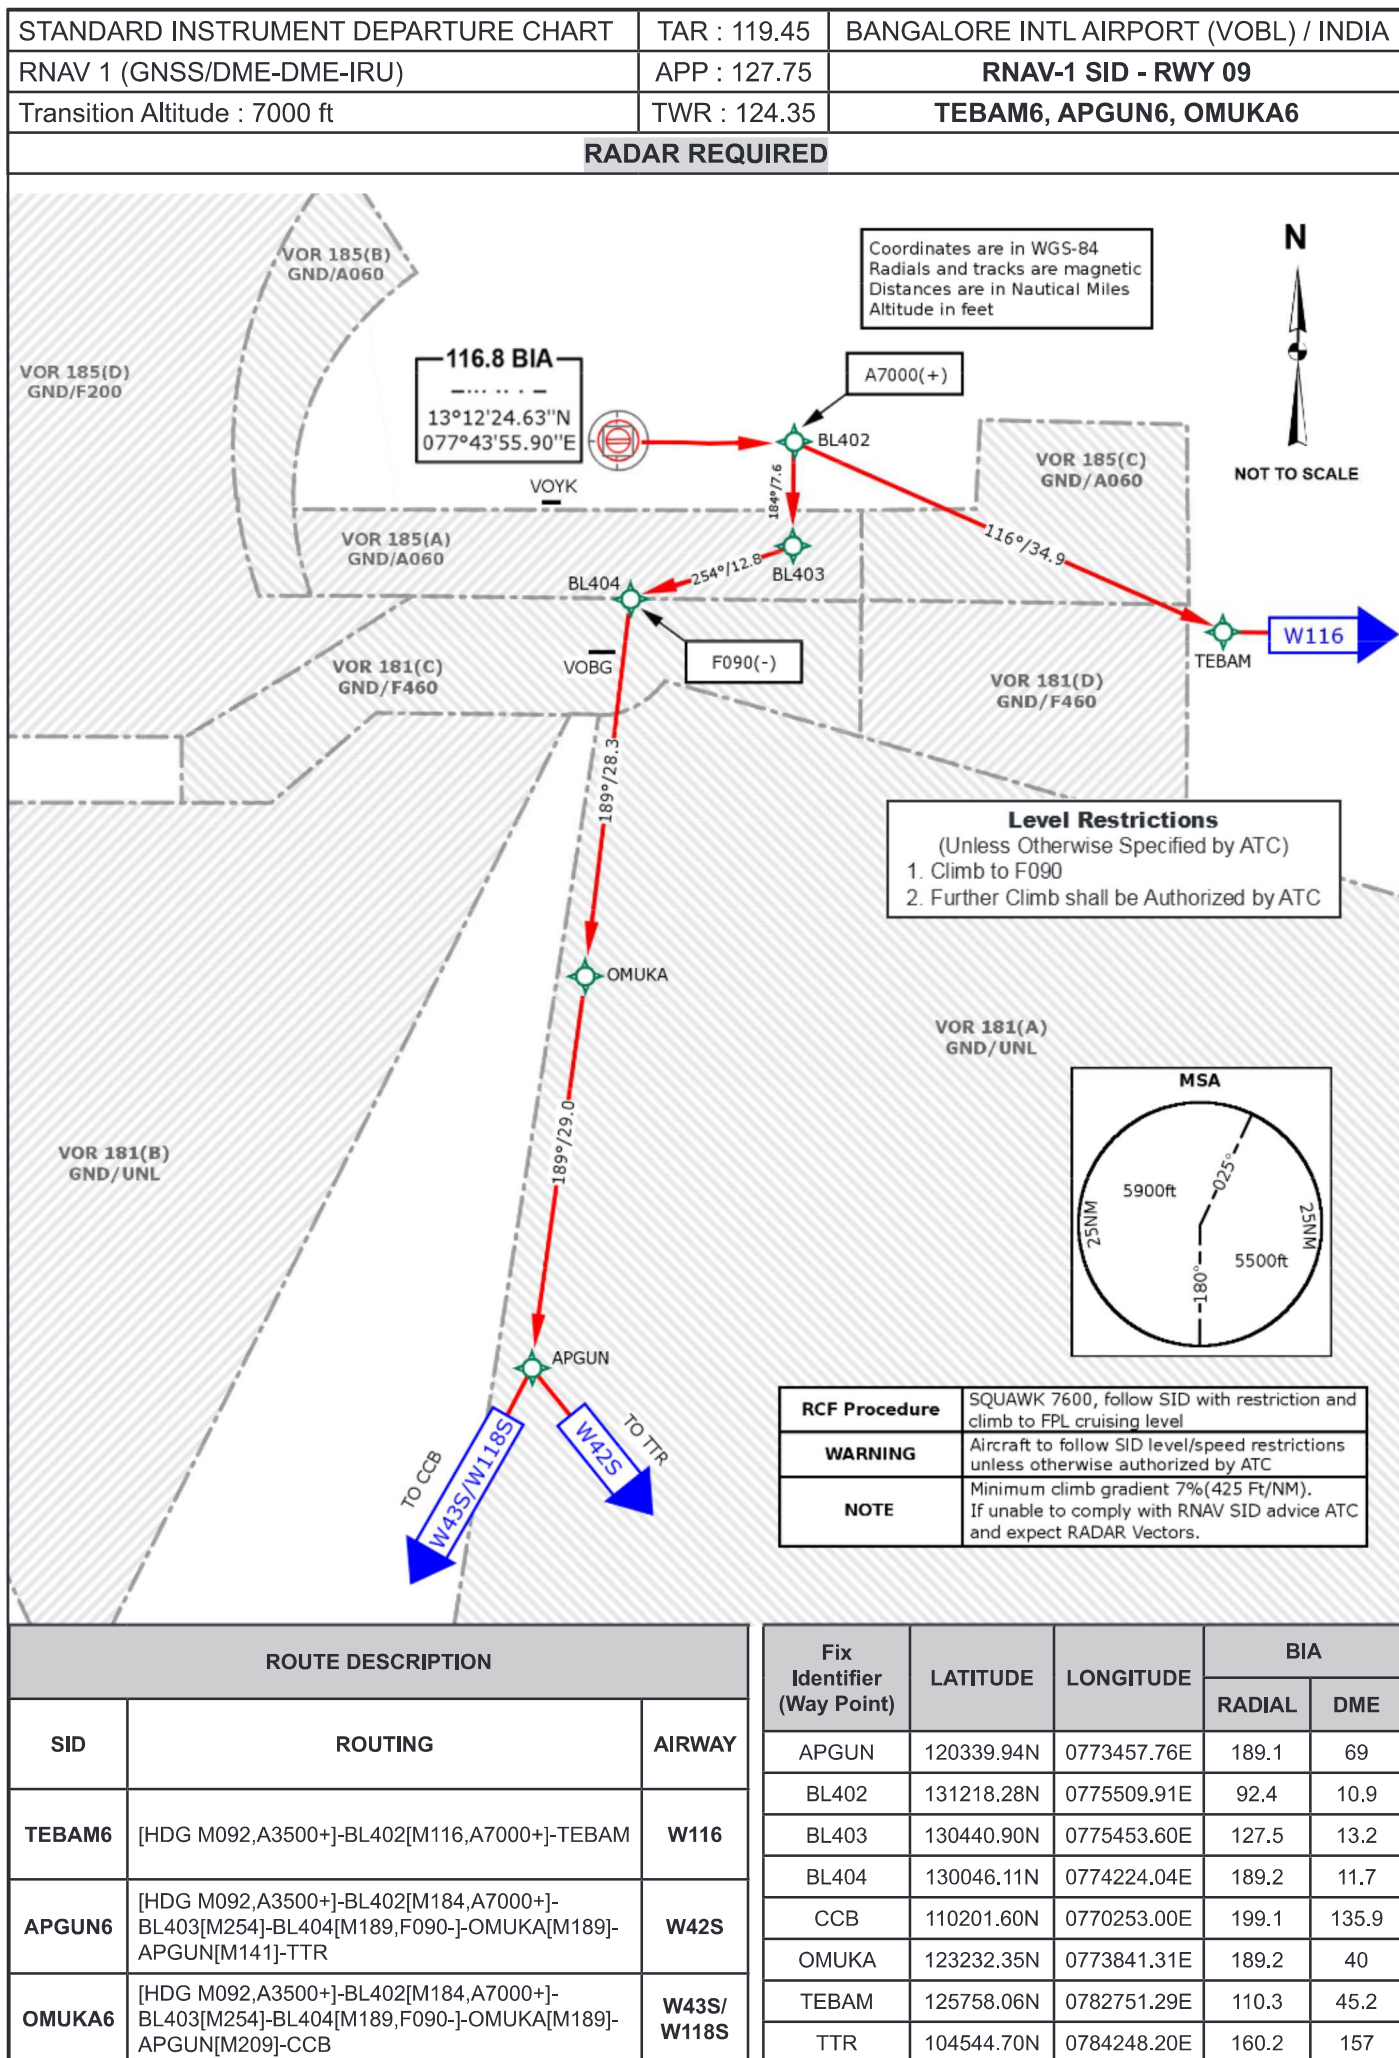 STANDARD INSTRUMENT DEPARTURE CHART
TAR : 119.45
BANGALORE INTL AIRPORT (VOBL) / INDIA
RNAV 1 (GNSS/DME-DME-IRU)
APP : 127.75
RNAV-1 SID - RWY 09
Transition Altitude : 7000 ft
TWR : 124.35
TEBAM6, APGUN6, OMUKA6
RADAR REQUIRED
VOR 185(B)
GND/A060
Coordinates are in WGS-84
Radials and tracks are magnetic
Distances are in Nautical Miles
Altitude in feet
N
NOT TO SCALE
VOR 185(D)
GND/F200
116.8 BIA
13°12'24.63"N
077°43'55.90"E
A7000(+)
BL402
VOR 185(C)
GND/A060
VOYK
184°/7.6
VOR 185(A)
GND/A060
116°/34.9
BL403
254°/12.8
BL404
F090(-)
VOBG
TEBAM
W116
VOR 181(C)
GND/F460
VOR 181(D)
GND/F460
189°/28.3
Level Restrictions
(Unless Otherwise Specified by ATC)
1. Climb to F090
2. Further Climb shall be Authorized by ATC
OMUKA
VOR 181(A)
GND/UNL
189°/29.0
VOR 181(B)
GND/UNL
MSA
5900ft
025°
25NM
25NM
5500ft
180°
APGUN
TO CCB
W43S/W118S
W42S
TO TTR
RCF Procedure
SQUAWK 7600, follow SID with restriction and
climb to FPL cruising level
WARNING
Aircraft to follow SID level/speed restrictions
unless otherwise authorized by ATC
NOTE
Minimum climb gradient 7%(425 Ft/NM).
If unable to comply with RNAV SID advice ATC
and expect RADAR Vectors.
ROUTE DESCRIPTION
SID
ROUTING
AIRWAY
TEBAM6
[HDG M092,A3500+]-BL402[M116,A7000+]-TEBAM
W116
APGUN6
[HDG M092,A3500+]-BL402[M184,A7000+]-
BL403[M254]-BL404[M189,F090-]-OMUKA[M189]-
APGUN[M141]-TTR
W42S
OMUKA6
[HDG M092,A3500+]-BL402[M184,A7000+]-
BL403[M254]-BL404[M189,F090-]-OMUKA[M189]-
APGUN[M209]-CCB
W43S/
W118S
Fix
Identifier
(Way Point)
LATITUDE
LONGITUDE
BIA
RADIAL
DME
APGUN 120339.94N 0773457.76E 189.1 69
BL402 131218.28N 0775509.91E 92.4 10.9
BL403 130440.90N 0775453.60E 127.5 13.2
BL404 130046.11N 0774224.04E 189.2 11.7
CCB 110201.60N 0770253.00E 199.1 135.9
OMUKA 123232.35N 0773841.31E 189.2 40
TEBAM 125758.06N 0782751.29E 110.3 45.2
TTR 104544.70N 0784248.20E 160.2 157